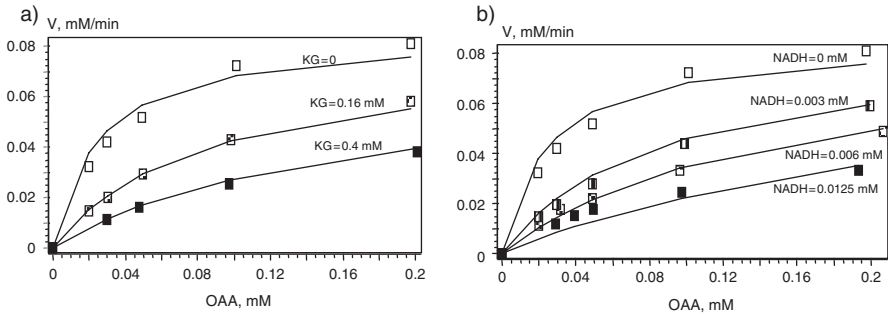 a)
V, mM/min
0.08
0.06
0.04
0.02
0
KG=0
KG=0.16 mM
KG=0.4 mM
0
0.04
0.08
0.12
0.16
0.2
OAA, mM
b)
V, mM/min
0.08
0.06
0.04
0.02
0
NADH=0 mM
NADH=0.003 mM
NADH=0.006 mM
NADH=0.0125 mM
0
0.04
0.08
0.12
0.16
0.2
OAA, mM